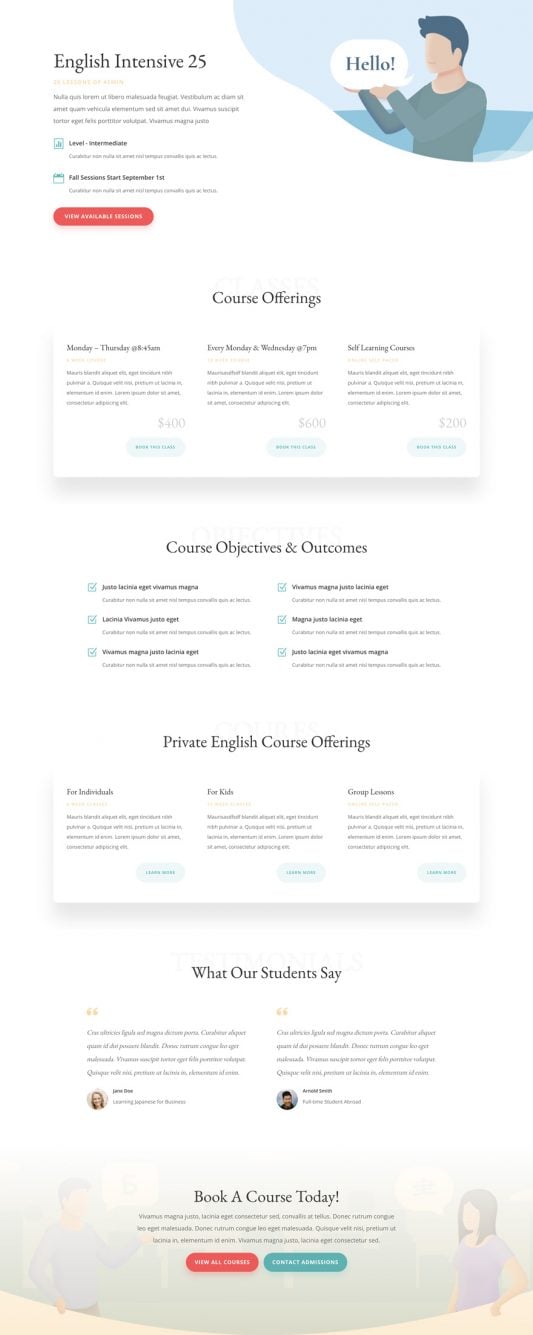 English Intensive 25
25 LESSONS OF 45MIN
Hello!
Nulla quis lorem ut libero malesuada feugiat. Vestibulum ac diam sit
amet quam vehicula elementum sed sit amet dui. Vivamus suscipit
tortor eget felis porttitor volutpat. Vivamus magna justo
Level - Intermediate
Curabitur non nulla sit amet nisl tempus convallis quis ac lectus.
Fall Sessions Start September 1st
Curabitur non nulla sit amet nisl tempus convallis quis ac lectus.
VIEW AVAILABLE SESSIONS
CLASSES
Course Offerings
Monday – Thursday @8:45am
6 WEEK COURSE
Mauris blandit aliquet elit, eget tincidunt nibh
pulvinar a. Quisque velit nisi, pretium ut lacinia in,
elementum id enim. Lorem ipsum dolor sit amet,
consectetur adipiscing elit.
$400
BOOK THIS CLASS
Every Monday & Wednesday @7pm
12 WEEK COURSE
Maurisasdfsdf blandit aliquet elit, eget tincidunt
nibh pulvinar a. Quisque velit nisi, pretium ut
lacinia in, elementum id enim. Lorem ipsum dolor
sit amet, consectetur adipiscing elit.
$600
BOOK THIS CLASS
Self Learning Courses
ONLINE SELF PACED
Mauris blandit aliquet elit, eget tincidunt nibh
pulvinar a. Quisque velit nisi, pretium ut lacinia in,
elementum id enim. Lorem ipsum dolor sit amet,
consectetur adipiscing elit.
$200
BOOK THIS CLASS
OBJECTIVES
Course Objectives & Outcomes
Justo lacinia eget vivamus magna
Curabitur non nulla sit amet nisl tempus convallis quis ac lectus.
Vivamus magna justo lacinia eget
Curabitur non nulla sit amet nisl tempus convallis quis ac lectus.
Lacinia Vivamus justo eget
Curabitur non nulla sit amet nisl tempus convallis quis ac lectus.
Magna justo lacinia eget
Curabitur non nulla sit amet nisl tempus convallis quis ac lectus.
Vivamus magna justo lacinia eget
Curabitur non nulla sit amet nisl tempus convallis quis ac lectus.
Justo lacinia eget vivamus magna
Curabitur non nulla sit amet nisl tempus convallis quis ac lectus.
Private English Course Offerings
For Individuals
Mauris blandit aliquet elit, eget tincidunt nibh
pulvinar a. Quisque velit nisi, pretium ut lacinia in,
elementum id enim. Lorem ipsum dolor sit amet,
consectetur adipiscing elit.
LEARN MORE
For Kids
Maurisasdfsdf blandit aliquet elit, eget tincidunt
nibh pulvinar a. Quisque velit nisi, pretium ut
lacinia in, elementum id enim. Lorem ipsum dolor
sit amet, consectetur adipiscing elit.
LEARN MORE
Group Lessons
ONLINE SELF PACED
Mauris blandit aliquet elit, eget tincidunt nibh
pulvinar a. Quisque velit nisi, pretium ut lacinia in,
elementum id enim. Lorem ipsum dolor sit amet,
consectetur adipiscing elit.
LEARN MORE
TESTIMONIALS
What Our Students Say
Cras ultricies ligula sed magna dictum porta. Curabitur aliquet
quam id dui posuere blandit. Donec rutrum congue leo eget
malesuada. Vivamus suscipit tortor eget felis porttitor volutpat.
Quisque velit nisi, pretium ut lacinia in, elementum id enim.
Jane Doe
Learning Japanese for Business
Cras ultricies ligula sed magna dictum porta. Curabitur aliquet
quam id dui posuere blandit. Donec rutrum congue leo eget
malesuada. Vivamus suscipit tortor eget felis porttitor volutpat.
Quisque velit nisi, pretium ut lacinia in, elementum id enim.
Arnold Smith
Full-time Student Abroad
Book A Course Today!
Vivamus magna justo, lacinia eget consectetur sed, convallis at tellus. Donec rutrum congue
leo eget malesuada. Donec rutrum congue leo eget malesuada. Quisque velit nisi, pretium ut
lacinia in, elementum id enim. Vivamus magna justo, lacinia eget consectetur sed.
VIEW ALL COURSES
CONTACT ADMISSIONS